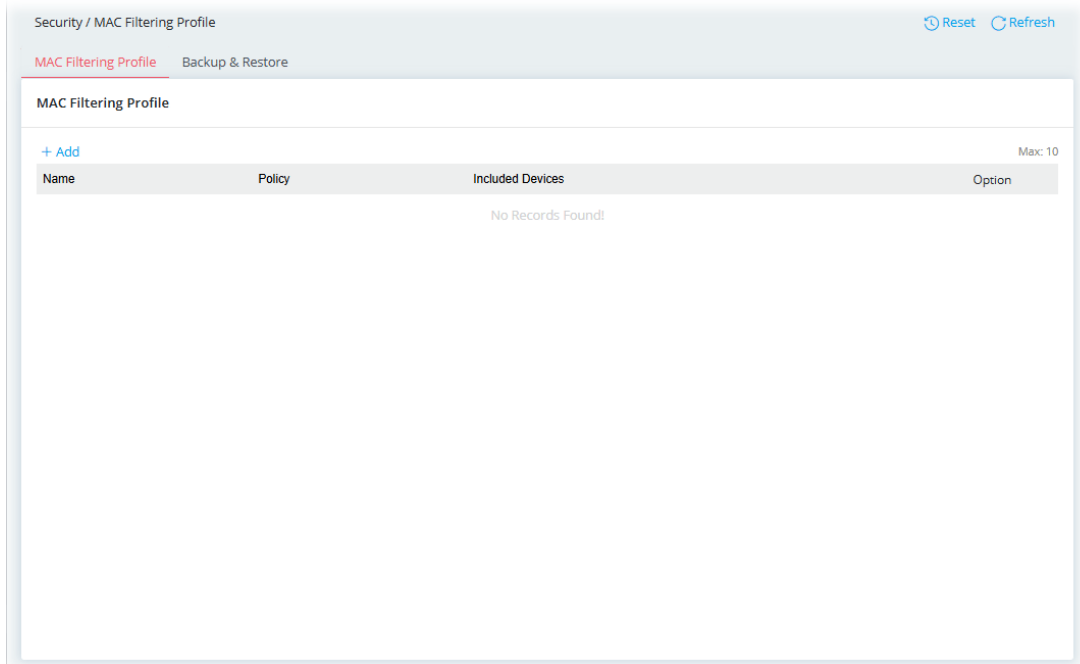 Security / MAC Filtering Profile Reset Refresh
MAC Filtering Profile Backup & Restore
MAC Filtering Profile
+ Add Max: 10
Name Policy Included Devices Option
No Records Found!